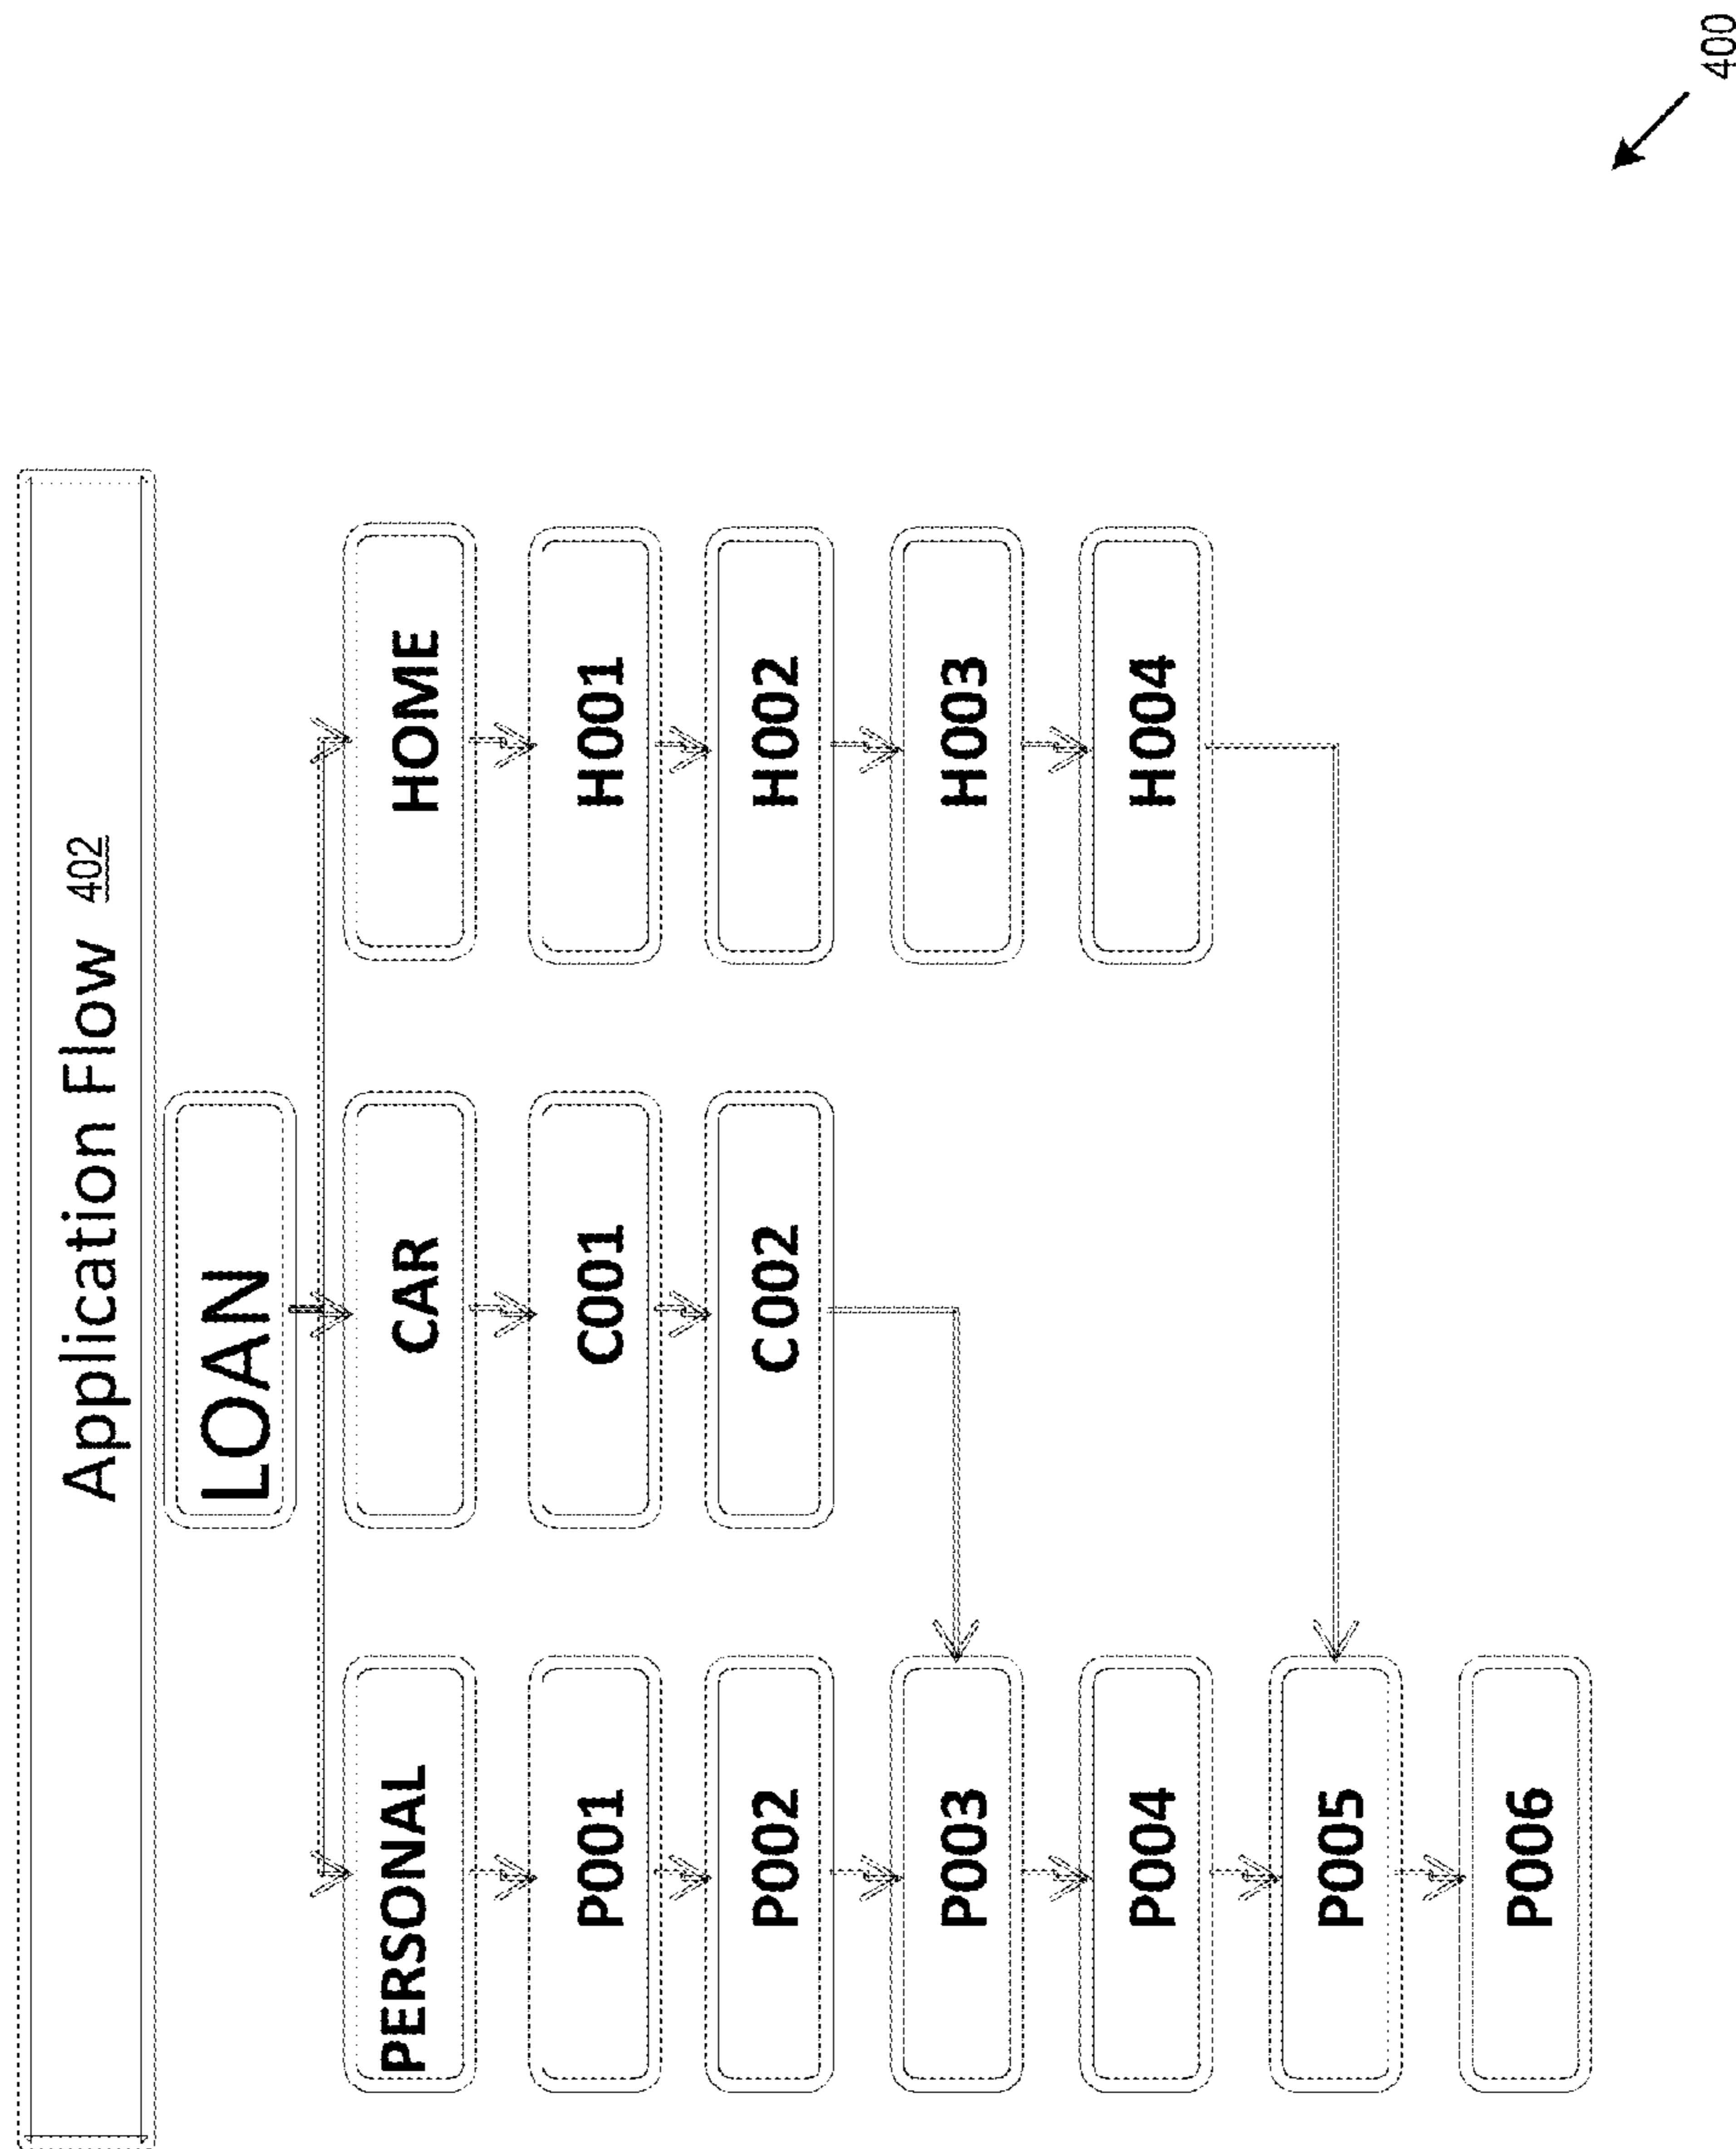 Application Flow 402
LOAN
PERSONAL CAR HOME
P001 C001 H001
P002 C002 H002
P003 H003
P004 H004
P005
P006
400